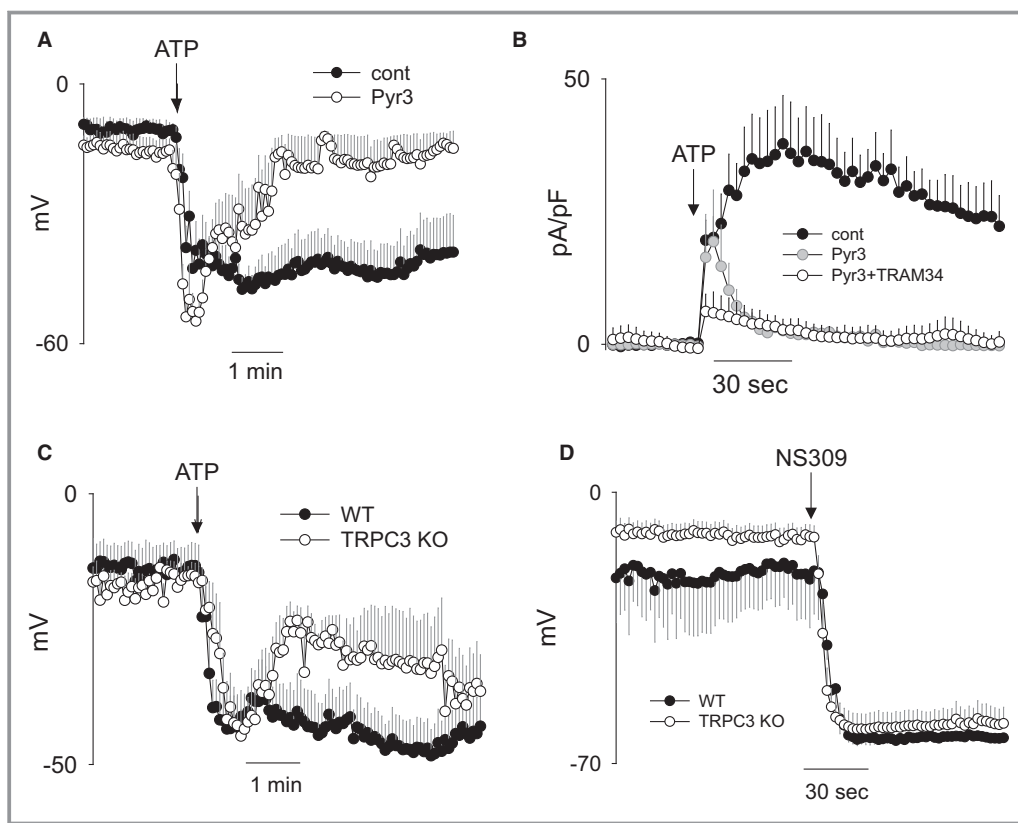 A
ATP
cont
Pyr3
0
mV
-60
1 min
B
50
ATP
pA/pF
cont
Pyr3
Pyr3+TRAM34
0
30 sec
C
ATP
0
WT
TRPC3 KO
mV
-50
1 min
D
NS309
0
mV
WT
TRPC3 KO
-70
30 sec